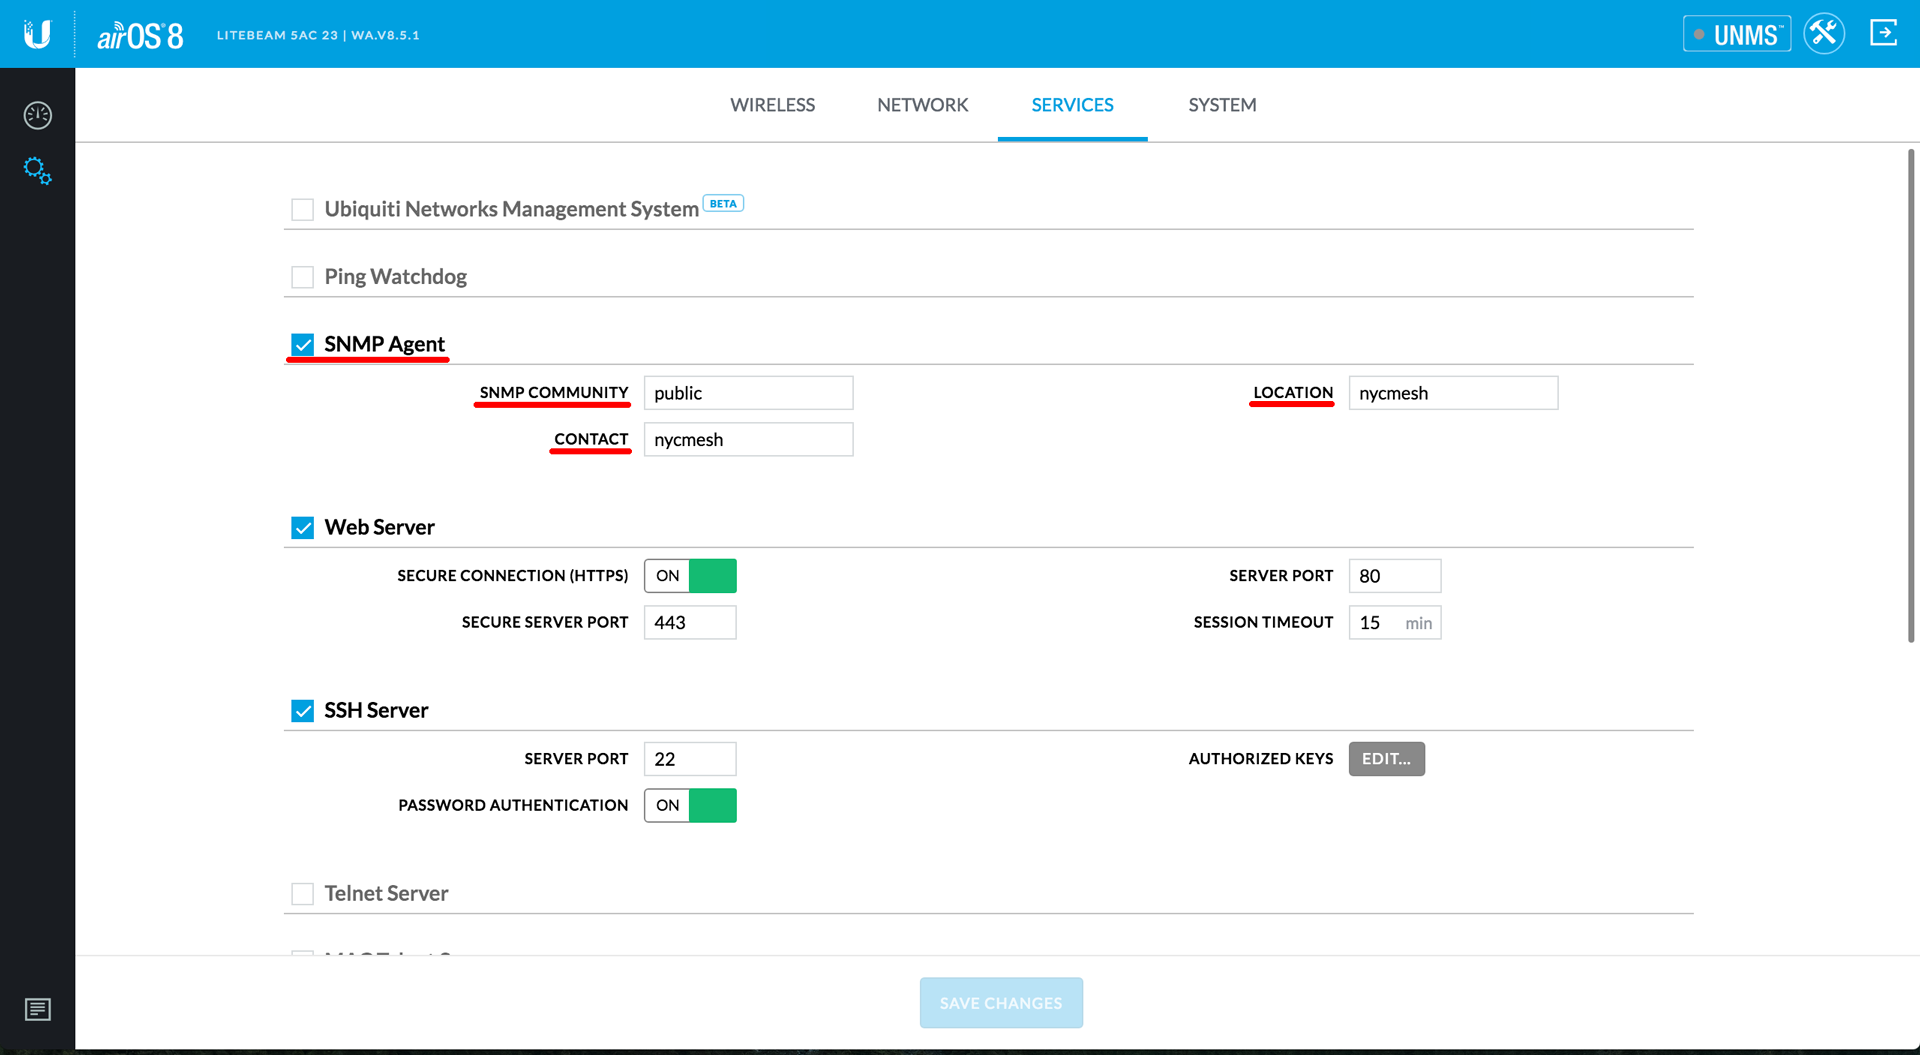 airOS 8
LITEBEAM 5AC 23 | WA.V8.5.1
UNMS™
WIRELESS
NETWORK
SERVICES
SYSTEM
Ubiquiti Networks Management System BETA
Ping Watchdog
SNMP Agent
SNMP COMMUNITY public
LOCATION nycmesh
CONTACT nycmesh
Web Server
SECURE CONNECTION (HTTPS) ON
SERVER PORT 80
SECURE SERVER PORT 443
SESSION TIMEOUT 15 min
SSH Server
SERVER PORT 22
AUTHORIZED KEYS EDIT...
PASSWORD AUTHENTICATION ON
Telnet Server
SAVE CHANGES